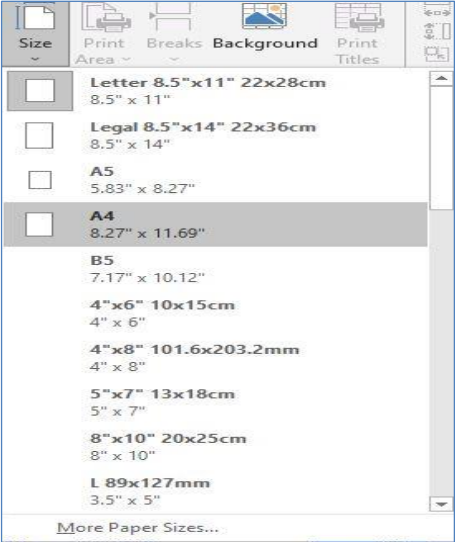 Size Print Breaks Background Print
Area Titles
Letter 8.5"x11" 22x28cm
8.5" x 11"
Legal 8.5"x14" 22x36cm
8.5" x 14"
A5
5.83" x 8.27"
A4
8.27" x 11.69"
B5
7.17" x 10.12"
4"x6" 10x15cm
4" x 6"
4"x8" 101.6x203.2mm
4" x 8"
5"x7" 13x18cm
5" x 7"
8"x10" 20x25cm
8" x 10"
L 89x127mm
3.5" x 5"
More Paper Sizes...